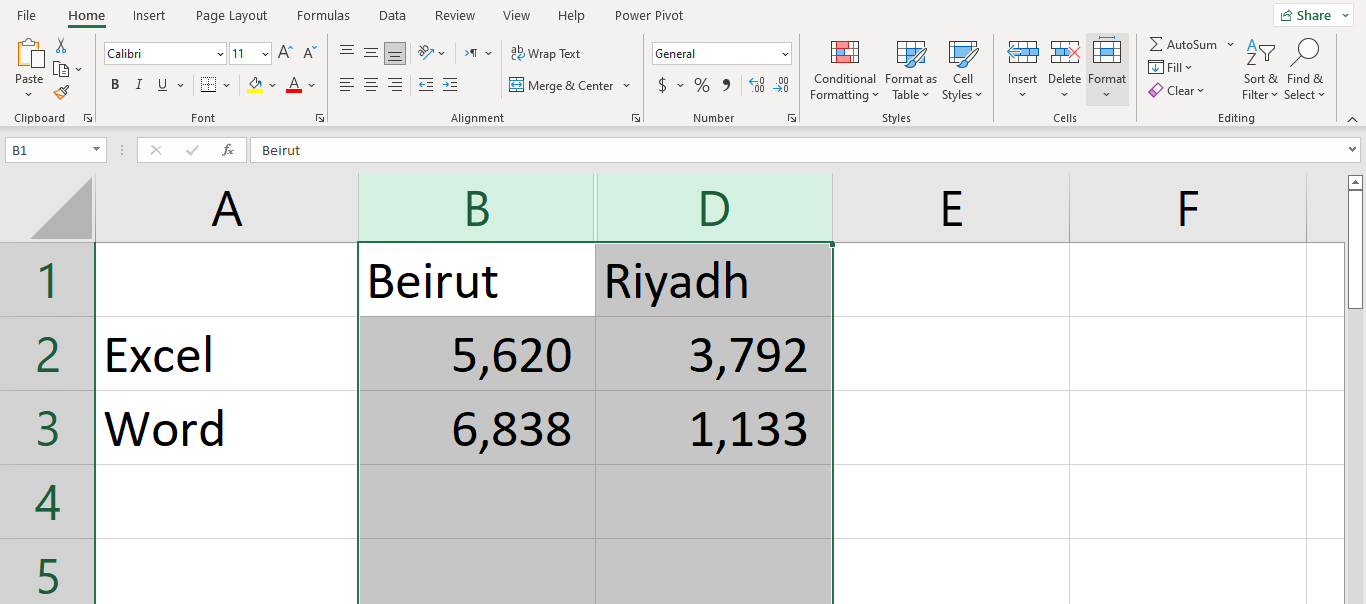 File Home Insert Page Layout Formulas Data Review View Help Power Pivot Share
Calibri 11 ab Wrap Text General AutoSum
Paste Conditional Format as Cell Insert Delete Format Fill Sort & Find &
B I U A Merge & Center $ % Formatting Table Styles Clear Filter Select
Clipboard Font Alignment Number Styles Cells Editing
B1 fx Beirut
A B D E F
1 Beirut Riyadh
2 Excel 5,620 3,792
3 Word 6,838 1,133
4
5